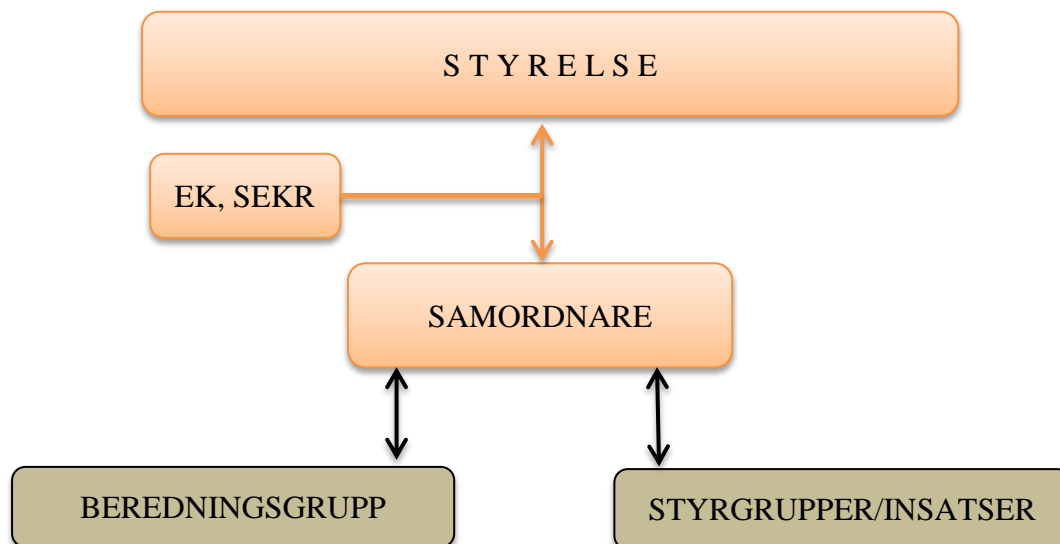 S T Y R E L S E
EK, SEKR
SAMORDNARE
BEREDNINGSGRUPP
STYRGRUPPER/INSATSER